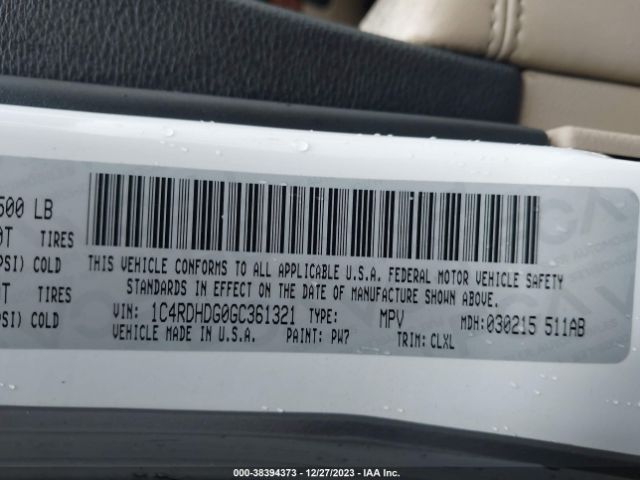 500 LB
TIRES
PSI) COLD
TIRES
PSI) COLD
THIS VEHICLE CONFORMS TO ALL APPLICABLE U.S.A. FEDERAL MOTOR VEHICLE SAFETY
STANDARDS IN EFFECT ON THE DATE OF MANUFACTURE SHOWN ABOVE.
VIN: 1C4RDHDG0GC361321 TYPE: MPV MDH: 030215 511AB
VEHICLE MADE IN U.S.A. PAINT: PW7 TRIM: CLXL
000-38394373 - 12/27/2023 - IAA Inc.